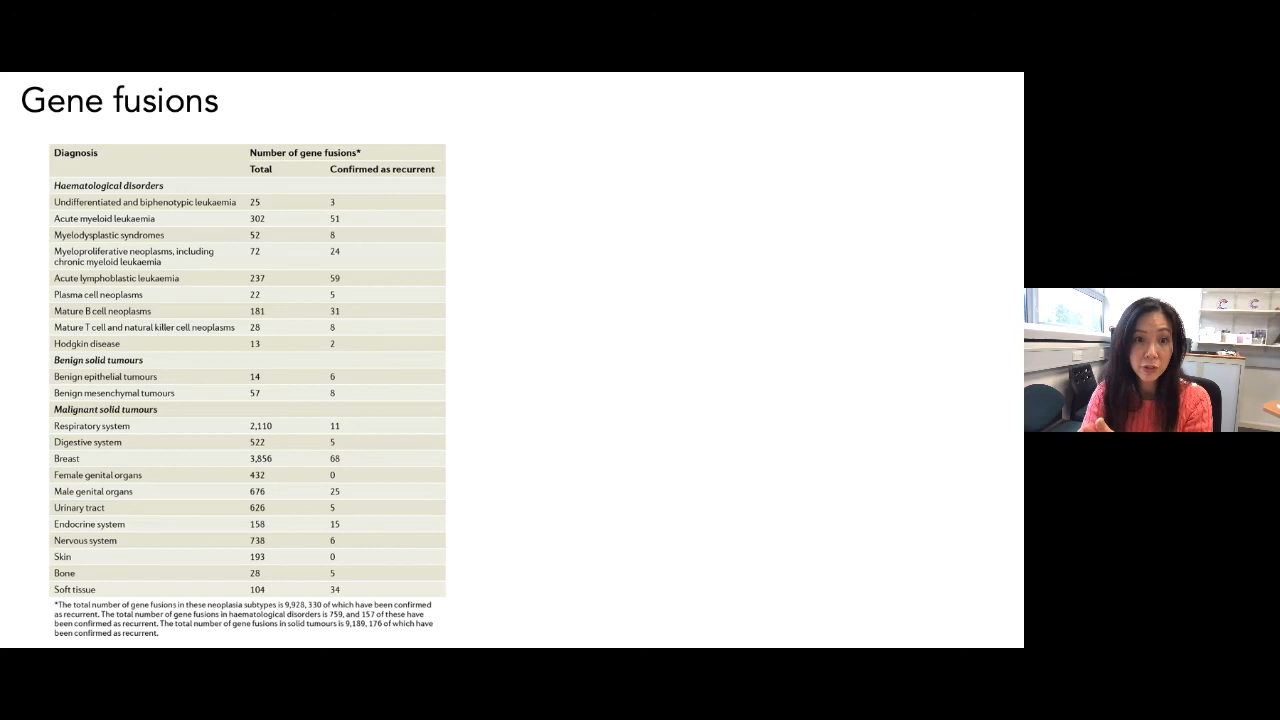 Gene fusions
Diagnosis Number of gene fusions*
Total Confirmed as recurrent
Haematological disorders
Undifferentiated and biphenotypic leukaemia 25 3
Acute myeloid leukaemia 302 51
Myelodysplastic syndromes 52 8
Myeloproliferative neoplasms, including 72 24
chronic myeloid leukaemia
Acute lymphoblastic leukaemia 237 59
Plasma cell neoplasms 22 5
Mature B cell neoplasms 181 31
Mature T cell and natural killer cell neoplasms 28 8
Hodgkin disease 13 2
Benign solid tumours
Benign epithelial tumours 14 6
Benign mesenchymal tumours 57 8
Malignant solid tumours
Respiratory system 2,110 11
Digestive system 522 5
Breast 3,856 68
Female genital organs 432 0
Male genital organs 676 25
Urinary tract 626 5
Endocrine system 158 15
Nervous system 738 6
Skin 193 0
Bone 28 5
Soft tissue 104 34
*The total number of gene fusions in these neoplasia subtypes is 9,928, 330 of which have been confirmed
as recurrent. The total number of gene fusions in haematological disorders is 759, and 157 of these have
been confirmed as recurrent. The total number of gene fusions in solid tumours is 9,189, 176 of which have
been confirmed as recurrent.